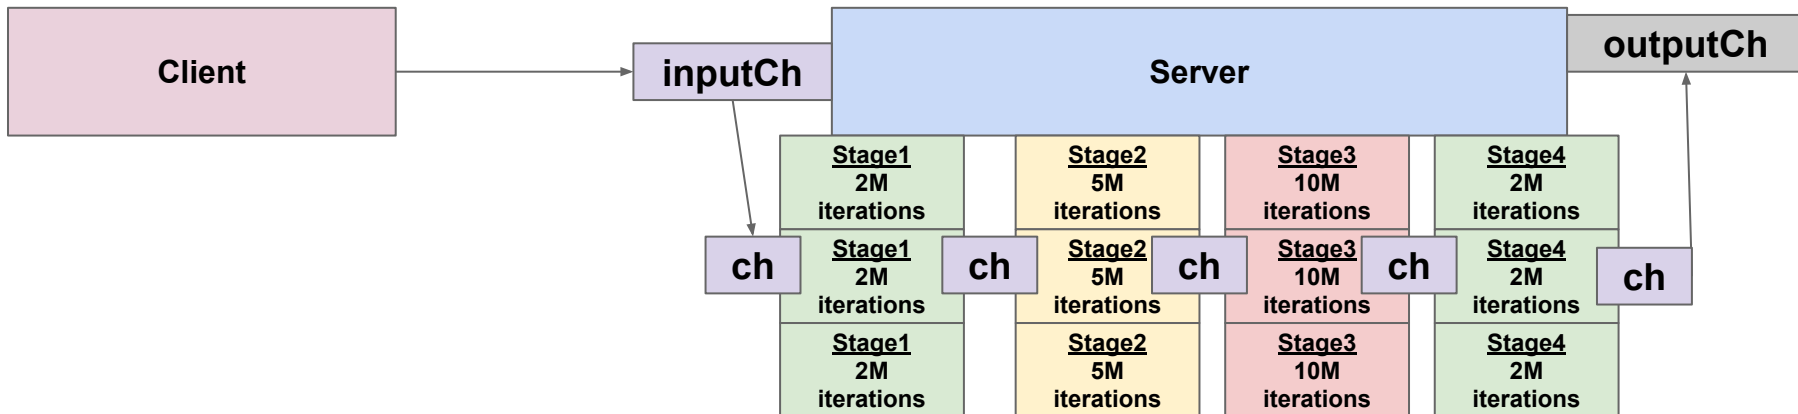 Client
inputCh
Server
outputCh
Stage1
2M
iterations
Stage2
5M
iterations
Stage3
10M
iterations
Stage4
2M
iterations
ch
Stage1
2M
iterations
ch
Stage2
5M
iterations
ch
Stage3
10M
iterations
ch
Stage4
2M
iterations
ch
Stage1
2M
iterations
Stage2
5M
iterations
Stage3
10M
iterations
Stage4
2M
iterations